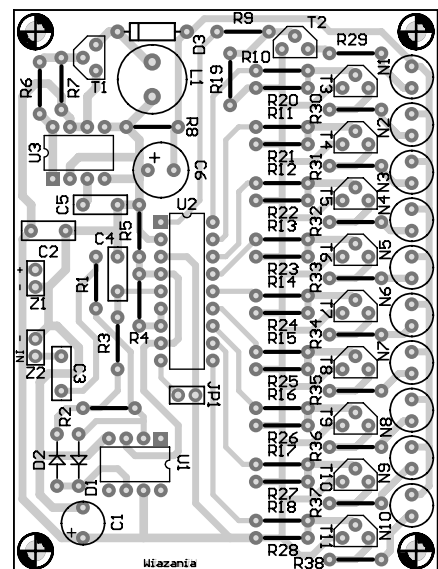 R9
T2
D3
R29
N1
R6
R7
T1
L1
R19
R10
T3
R20
R11
R30
N2
R8
T4
U3
R21
R12
R31
N3
+
C6
T5
N4
C5
U2
R22
R13
R32
R5
C2
C4
T6
N5
R23
R14
R33
+
-
Z1
R1
T7
N6
R24
R15
R34
R3
R4
N7
-
IN
Z2
C3
T8
R25
R16
R35
JP1
R2
T9
N8
R26
R17
R36
D2
D1
U1
T10
N9
R27
R18
R37
+
C1
T11
N10
R28
R38
Wiazania